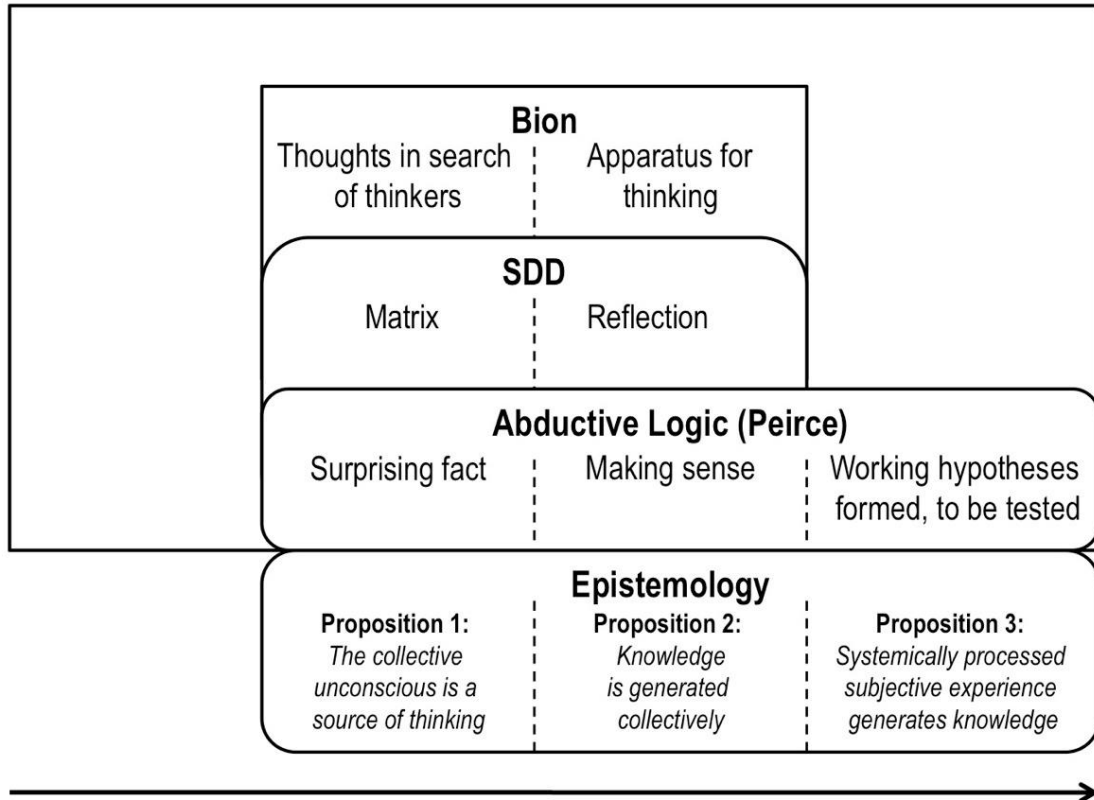 Bion
Thoughts in search
of thinkers
Apparatus for
thinking
SDD
Matrix
Reflection
Abductive Logic (Peirce)
Surprising fact
Making sense
Working hypotheses
formed, to be tested
Epistemology
Proposition 1:
The collective
unconscious is a
source of thinking
Proposition 2:
Knowledge
is generated
collectively
Proposition 3:
Systemically processed
subjective experience
generates knowledge